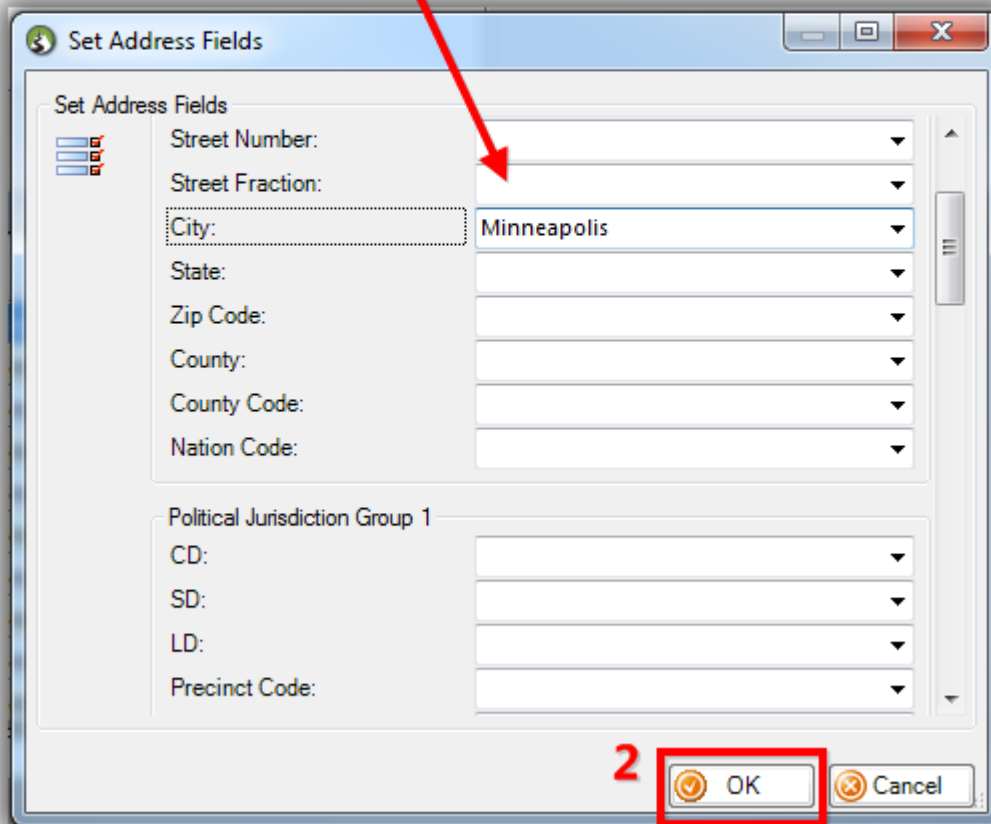 Set Address Fields
Set Address Fields
Street Number:
Street Fraction:
City: Minneapolis
State:
Zip Code:
County:
County Code:
Nation Code:
Political Jurisdiction Group 1
CD:
SD:
LD:
Precinct Code:
2 OK Cancel